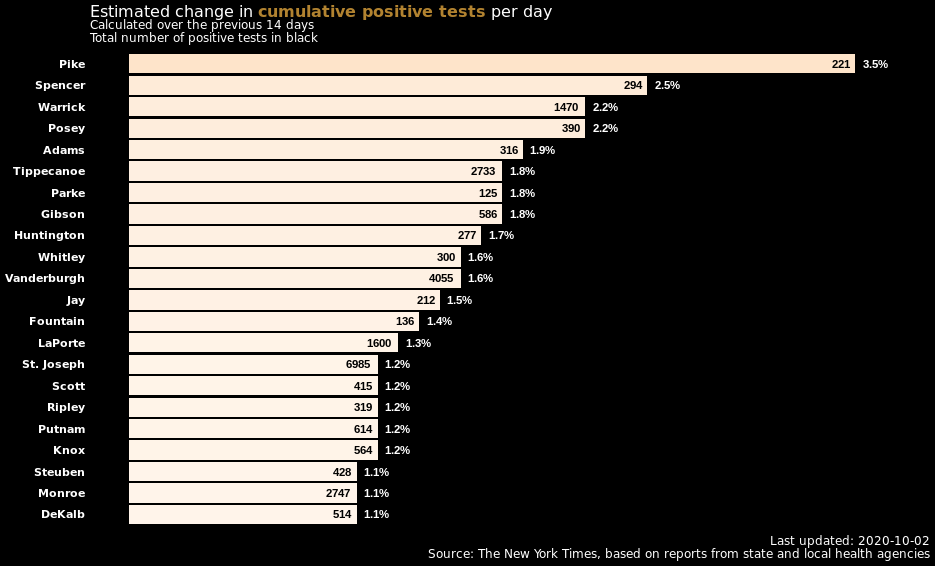 Estimated change in cumulative positive tests per day
Calculated over the previous 14 days
Total number of positive tests in black
Pike 221 3.5%
Spencer 294 2.5%
Warrick 1470 2.2%
Posey 390 2.2%
Adams 316 1.9%
Tippecanoe 2733 1.8%
Parke 125 1.8%
Gibson 586 1.8%
Huntington 277 1.7%
Whitley 300 1.6%
Vanderburgh 4055 1.6%
Jay 212 1.5%
Fountain 136 1.4%
LaPorte 1600 1.3%
St. Joseph 6985 1.2%
Scott 415 1.2%
Ripley 319 1.2%
Putnam 614 1.2%
Knox 564 1.2%
Steuben 428 1.1%
Monroe 2747 1.1%
DeKalb 514 1.1%
Last updated: 2020-10-02
Source: The New York Times, based on reports from state and local health agencies